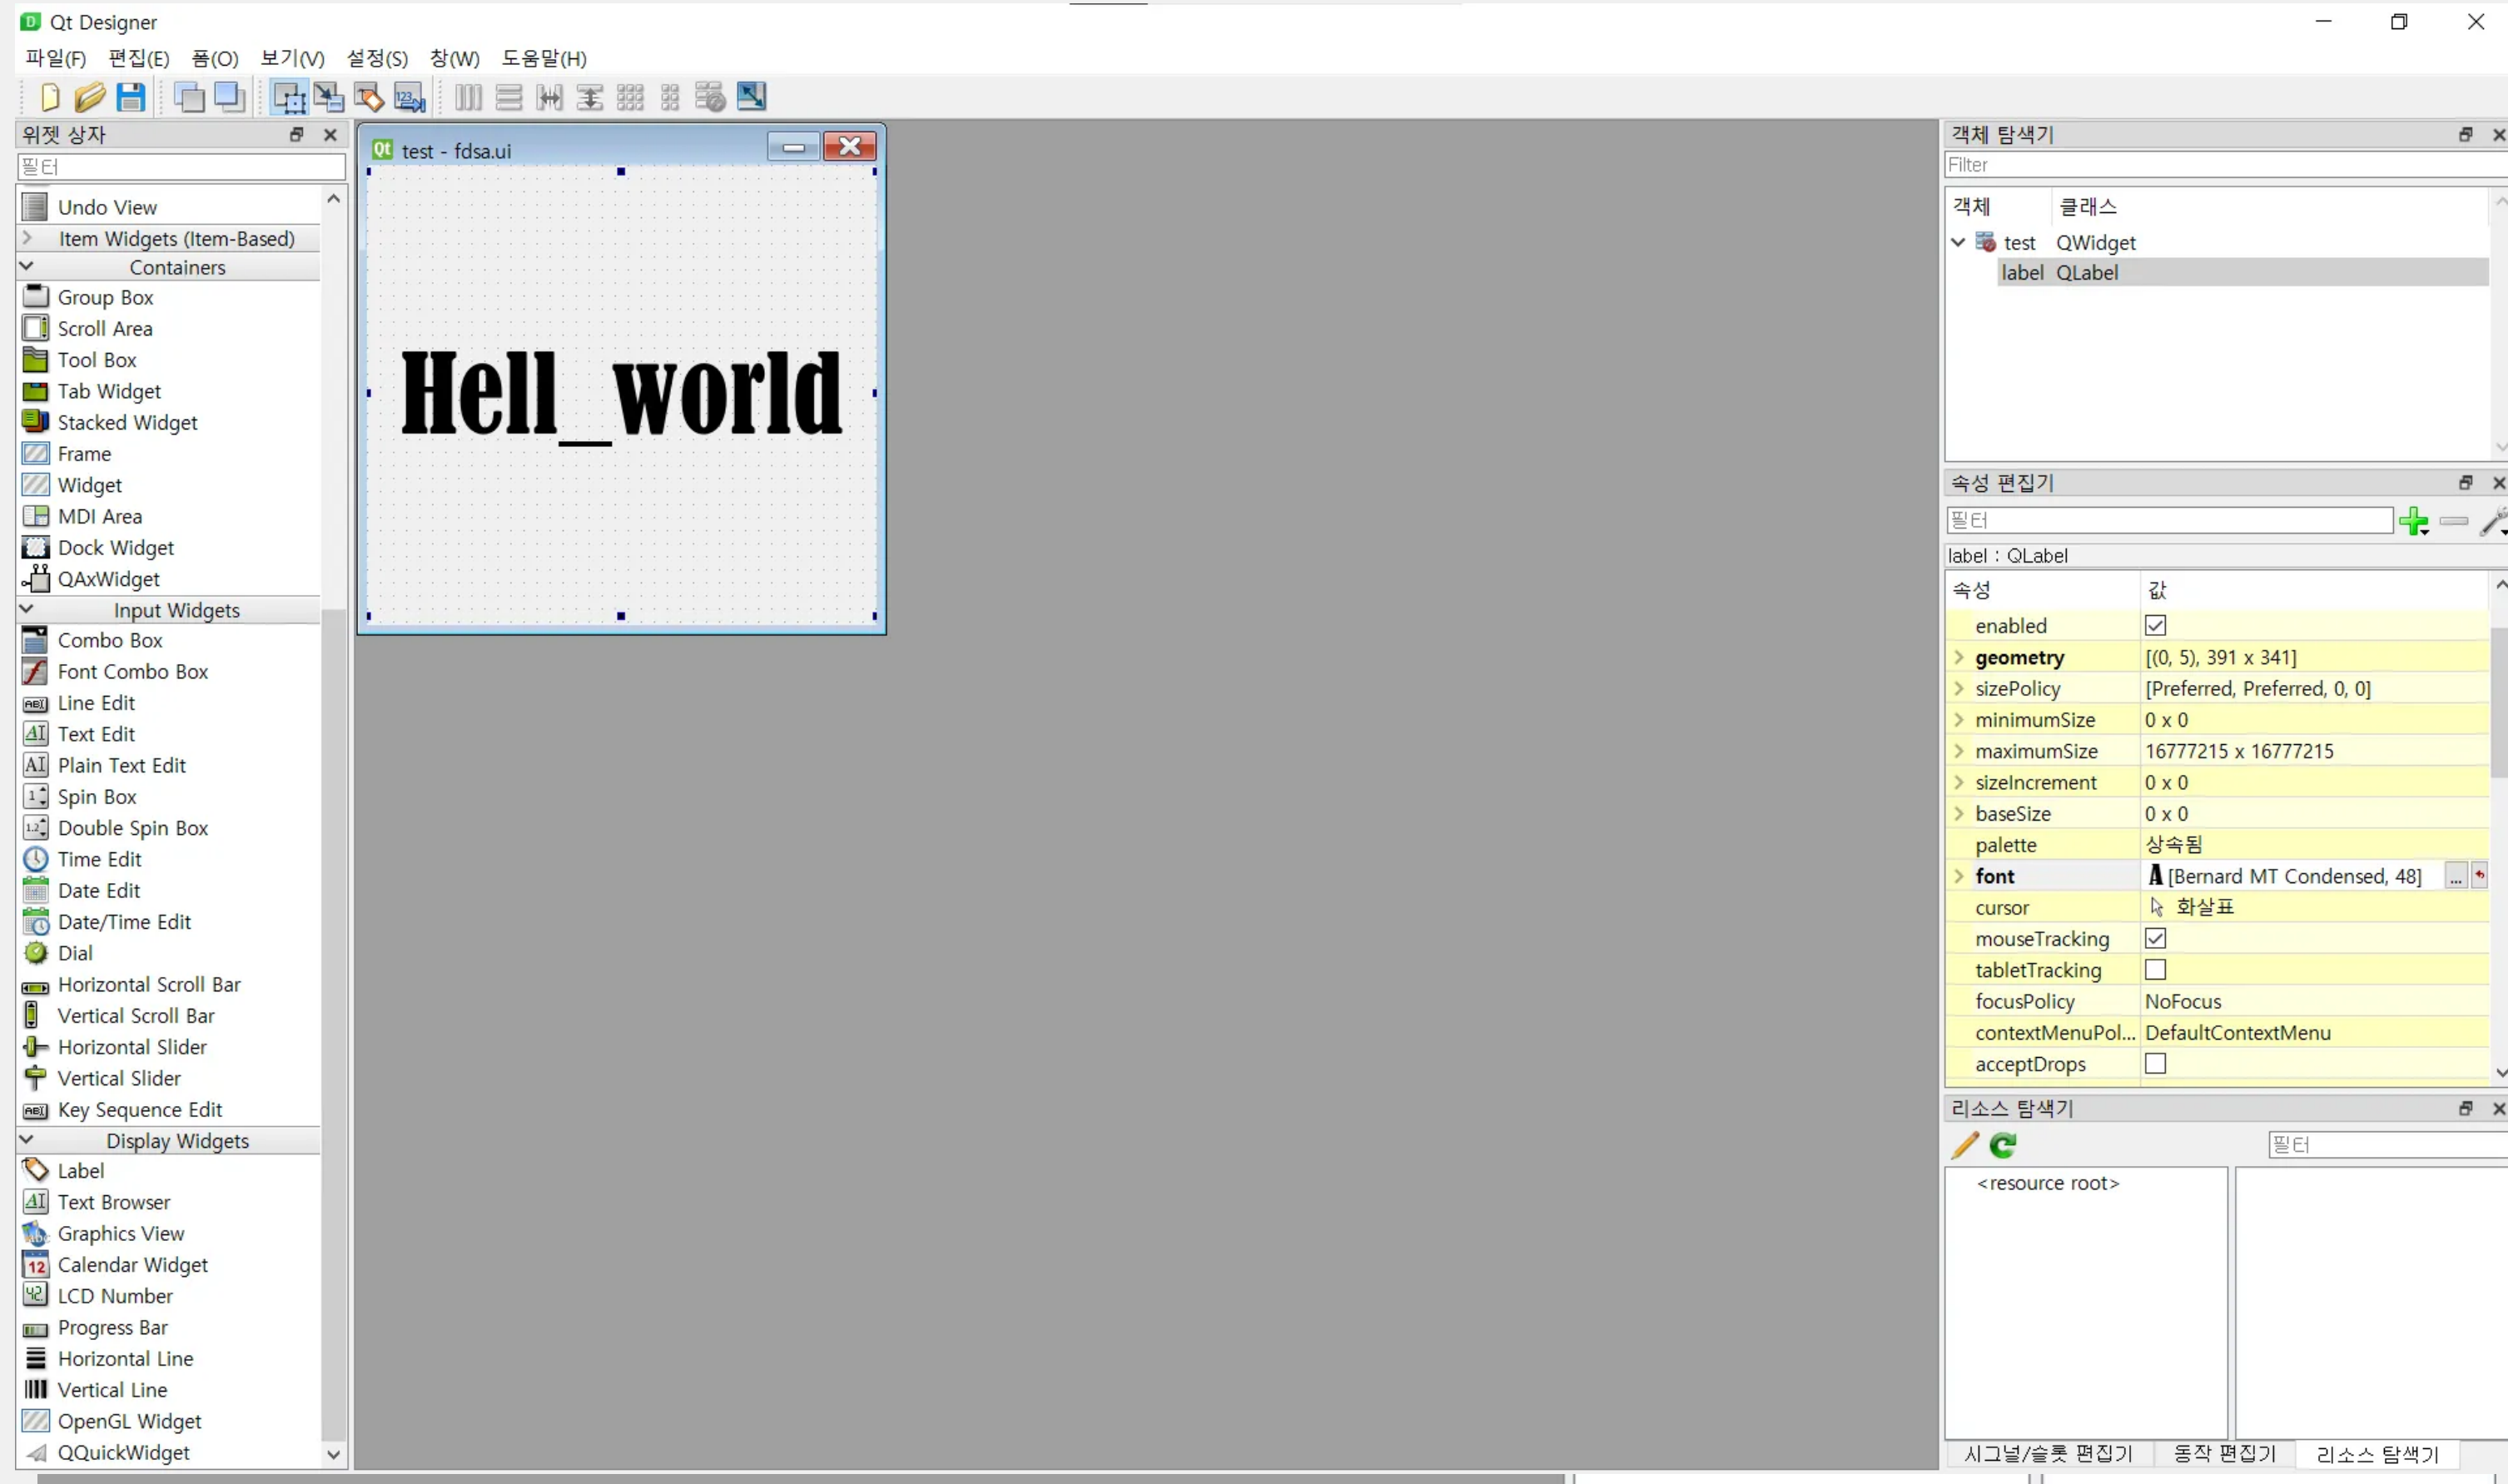 Qt Designer
파일(F) 편집(E) 폼(O) 보기(V) 설정(S) 창(W) 도움말(H)
위젯 상자
필터
Undo View
Item Widgets (Item-Based)
Containers
Group Box
Scroll Area
Tool Box
Tab Widget
Stacked Widget
Frame
Widget
MDI Area
Dock Widget
QAxWidget
Input Widgets
Combo Box
Font Combo Box
Line Edit
Text Edit
Plain Text Edit
Spin Box
Double Spin Box
Time Edit
Date Edit
Date/Time Edit
Dial
Horizontal Scroll Bar
Vertical Scroll Bar
Horizontal Slider
Vertical Slider
Key Sequence Edit
Display Widgets
Label
Text Browser
Graphics View
Calendar Widget
LCD Number
Progress Bar
Horizontal Line
Vertical Line
OpenGL Widget
QQuickWidget
test - fdsa.ui
Hell_world
객체 탐색기
Filter
객체 클래스
test QWidget
label QLabel
속성 편집기
필터
label : QLabel
속성 값
enabled
geometry [(0, 5), 391 x 341]
sizePolicy [Preferred, Preferred, 0, 0]
minimumSize 0 x 0
maximumSize 16777215 x 16777215
sizeIncrement 0 x 0
baseSize 0 x 0
palette 상속됨
font A [Bernard MT Condensed, 48] ...
cursor 화살표
mouseTracking
tabletTracking
focusPolicy NoFocus
contextMenuPol... DefaultContextMenu
acceptDrops
리소스 탐색기
필터
<resource root>
시그널/슬롯 편집기 동작 편집기 리소스 탐색기